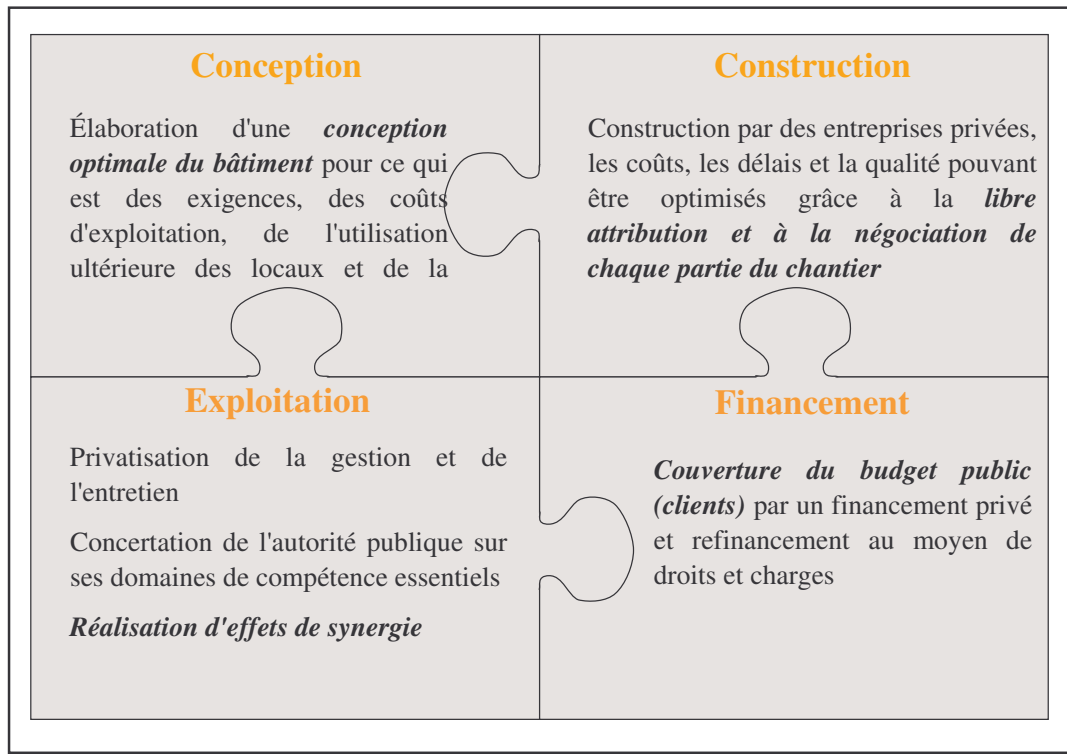 Conception
Élaboration d'une conception
optimale du bâtiment pour ce qui
est des exigences, des coûts
d'exploitation, de l'utilisation
ultérieure des locaux et de la
Construction
Construction par des entreprises privées,
les coûts, les délais et la qualité pouvant
être optimisés grâce à la libre
attribution et à la négociation de
chaque partie du chantier
Exploitation
Privatisation de la gestion et de
l'entretien
Concertation de l'autorité publique sur
ses domaines de compétence essentiels
Réalisation d'effets de synergie
Financement
Couverture du budget public
(clients) par un financement privé
et refinancement au moyen de
droits et charges